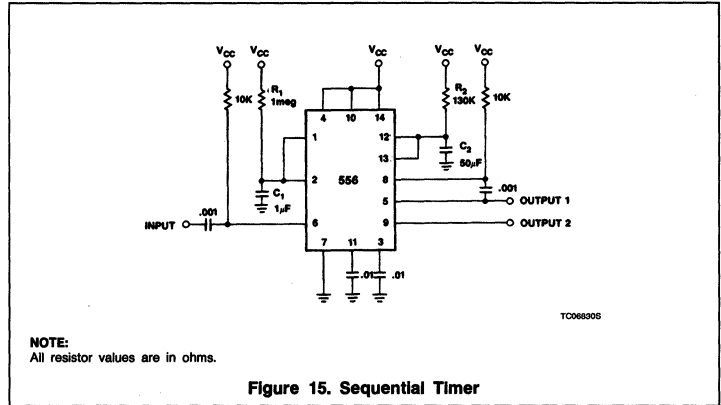 VCC VCC VCC VCC VCC
10K R1 1meg R2 130K 10K
4 10 14
1 12
13
C2 50µF
2 556 8
C1 1µF
.001
5 OUTPUT 1
.001
INPUT 6 9 OUTPUT 2
7 11 3
.01 .01
TC06830S
NOTE:
All resistor values are in ohms.
Figure 15. Sequential Timer